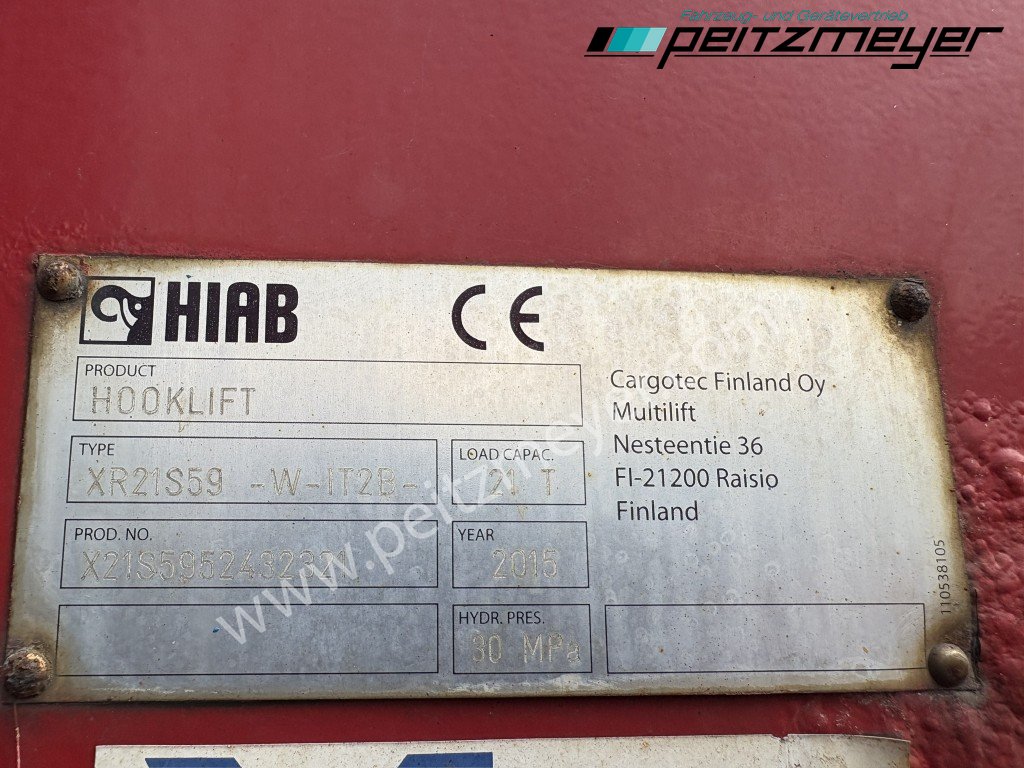 Fahrzeug- und Gerätevertrieb
peitzmeyer
HIAB CE
PRODUCT
HOOKLIFT
TYPE
XR21S59 -W-IT2B-
LOAD CAPAC.
21 T
PROD. NO.
X21S5952432321
YEAR
2015
HYDR. PRES.
30 MPa
Cargotec Finland Oy
Multilift
Nesteentie 36
FI-21200 Raisio
Finland
110538105
www.peitzmeyer.com